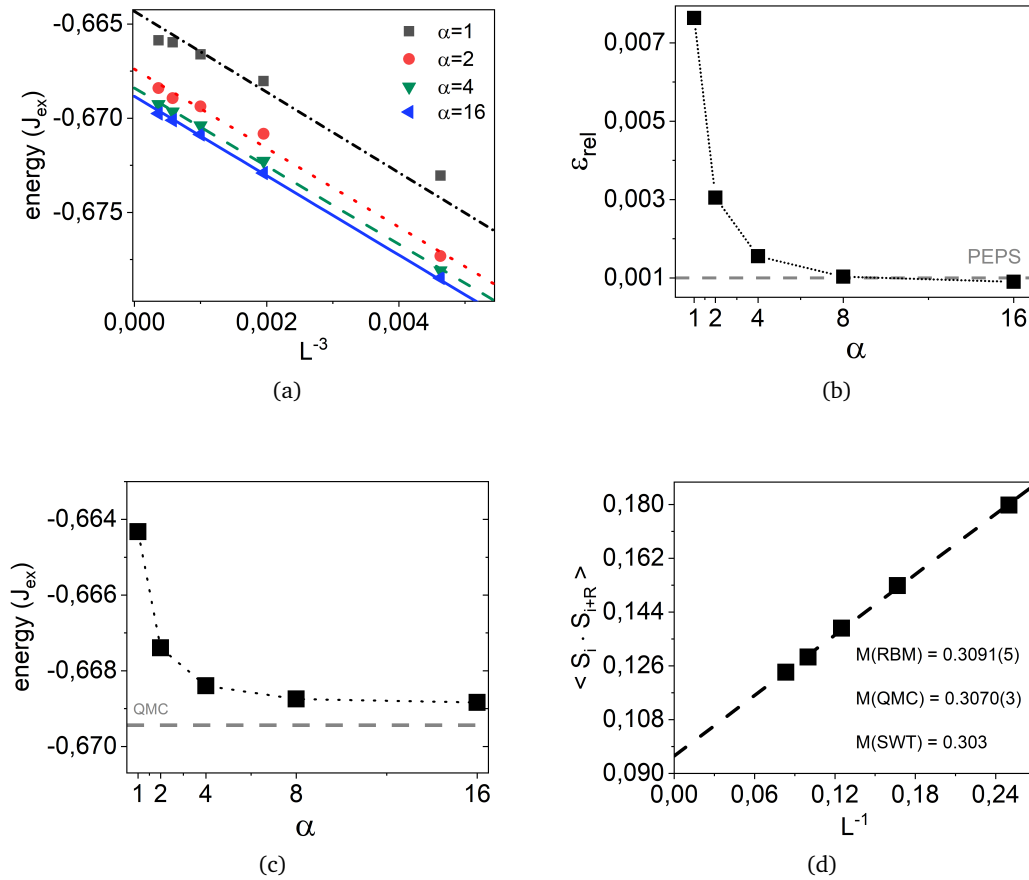 -0,665
-0,670
-0,675
energy (J_ex)
0,000
0,002
0,004
L^-3
α=1
α=2
α=4
α=16
(a)
0,007
0,005
0,003
0,001
ε_rel
PEPS
1
2
4
8
16
α
(b)
-0,664
-0,666
-0,668
-0,670
energy (J_ex)
QMC
1
2
4
8
16
α
(c)
0,180
0,162
0,144
0,126
0,108
0,090
< S_i · S_i+R >
M(RBM) = 0.3091(5)
M(QMC) = 0.3070(3)
M(SWT) = 0.303
0,00
0,06
0,12
0,18
0,24
L^-1
(d)